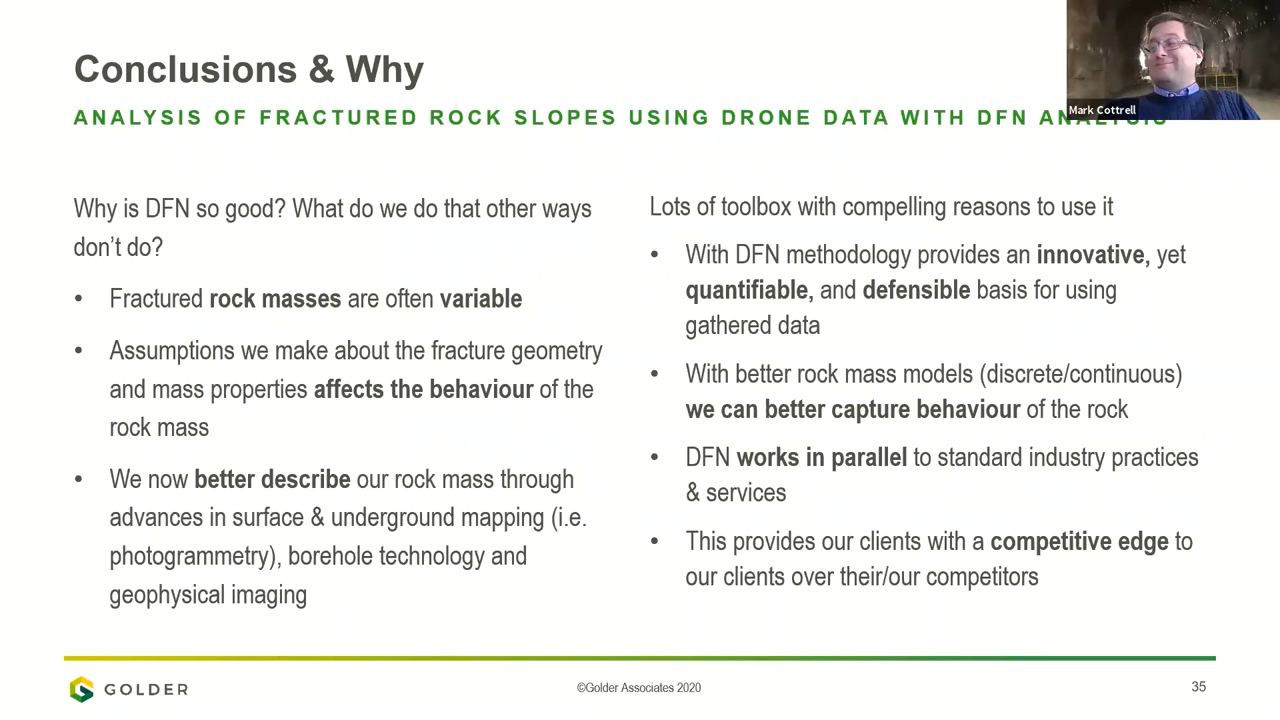 Conclusions & Why
ANALYSIS OF FRACTURED ROCK SLOPES USING DRONE DATA WITH DFN ANALYSIS
Mark Cottrell
Why is DFN so good? What do we do that other ways
don't do?
• Fractured rock masses are often variable
• Assumptions we make about the fracture geometry
and mass properties affects the behaviour of the
rock mass
• We now better describe our rock mass through
advances in surface & underground mapping (i.e.
photogrammetry), borehole technology and
geophysical imaging
Lots of toolbox with compelling reasons to use it
• With DFN methodology provides an innovative, yet
quantifiable, and defensible basis for using
gathered data
• With better rock mass models (discrete/continuous)
we can better capture behaviour of the rock
• DFN works in parallel to standard industry practices
& services
• This provides our clients with a competitive edge to
our clients over their/our competitors
GOLDER
©Golder Associates 2020
35